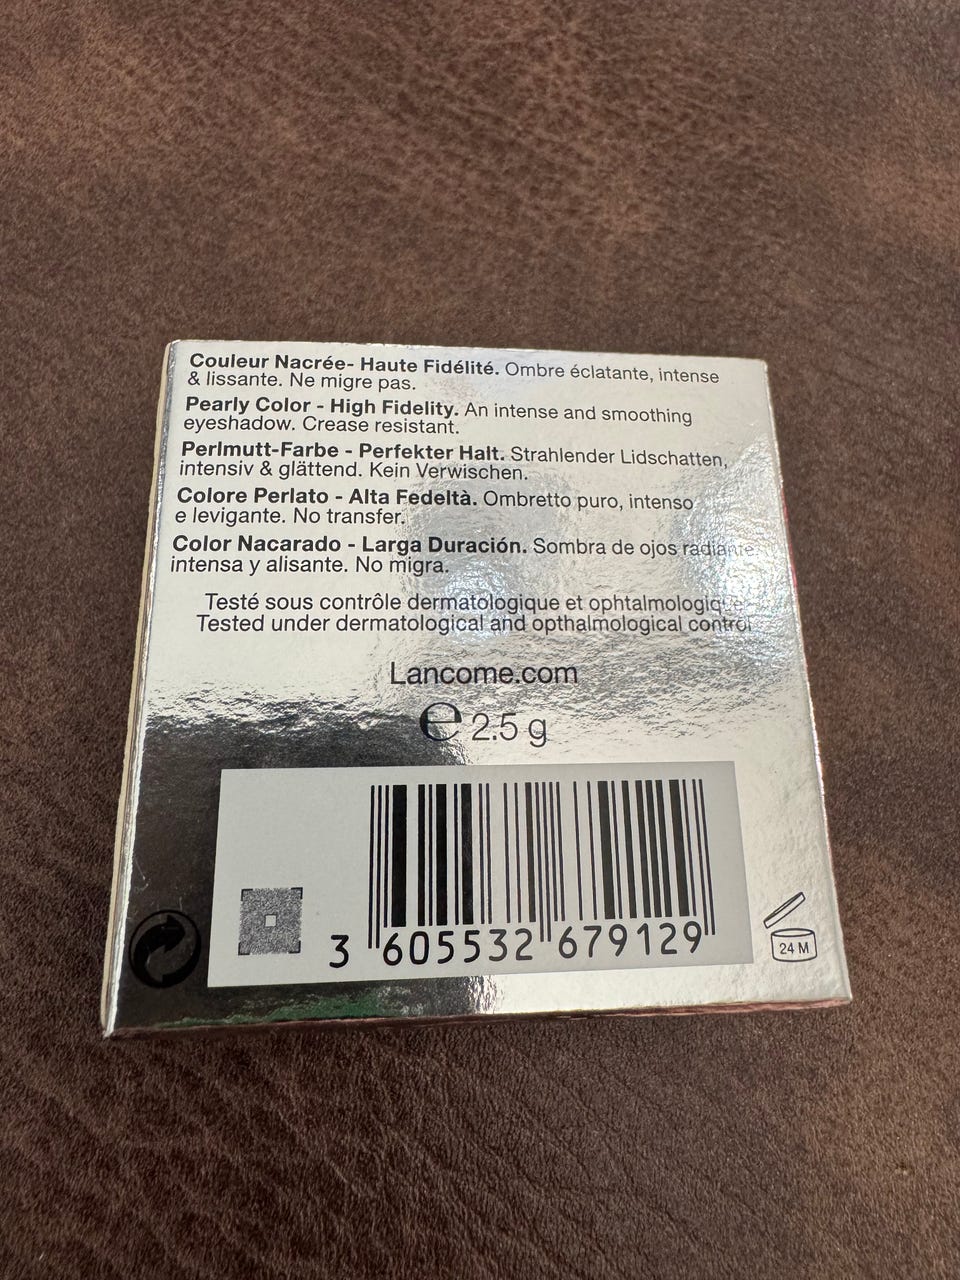 Couleur Nacrée- Haute Fidélité. Ombre éclatante, intense
& lissante. Ne migre pas.
Pearly Color - High Fidelity. An intense and smoothing
eyeshadow. Crease resistant.
Perlmutt-Farbe - Perfekter Halt. Strahlender Lidschatten,
intensiv & glättend. Kein Verwischen.
Colore Perlato - Alta Fedeltà. Ombretto puro, intenso
e levigante. No transfer.
Color Nacarado - Larga Duración. Sombra de ojos radiante,
intensa y alisante. No migra.
Testé sous contrôle dermatologique et ophtalmologique
Tested under dermatological and opthalmological control
Lancome.com
℮ 2.5 g
3 605532 679129
24 M